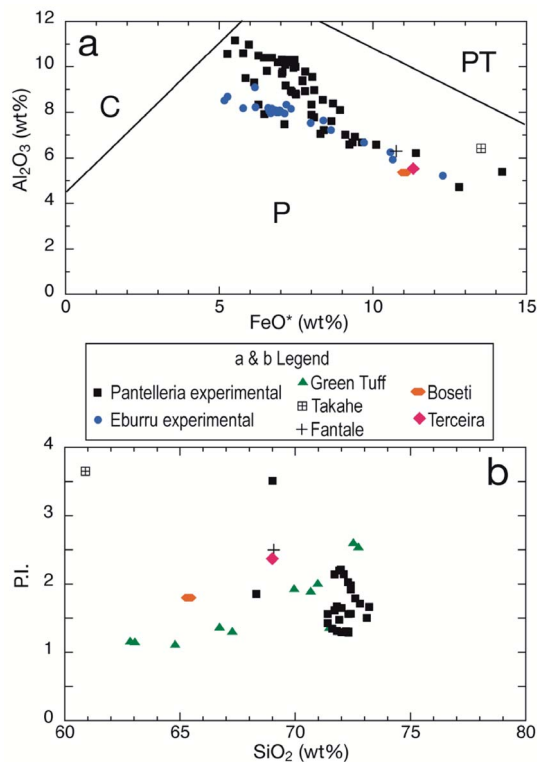 12
10
8
6
4
2
0
Al₂O₃ (wt%)
a
C
P
PT
0 5 10 15
FeO* (wt%)
a & b Legend
Pantelleria experimental
Eburru experimental
Green Tuff
Takahe
Fantale
Boseti
Terceira
4
3
2
1
0
P.I.
b
60 65 70 75 80
SiO₂ (wt%)